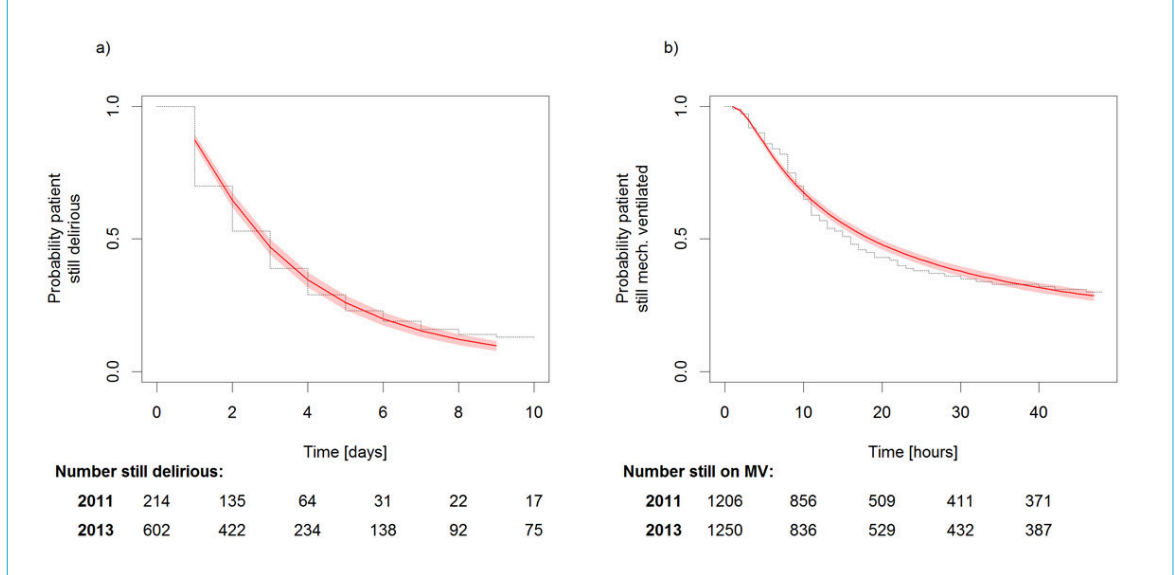 a)
1.0
0.5
0.0
Probability patient
still delirious
0 2 4 6 8 10
Time [days]
Number still delirious:
2011 214 135 64 31 22 17
2013 602 422 234 138 92 75
b)
1.0
0.5
0.0
Probability patient
still mech. ventilated
0 10 20 30 40
Time [hours]
Number still on MV:
2011 1206 856 509 411 371
2013 1250 836 529 432 387